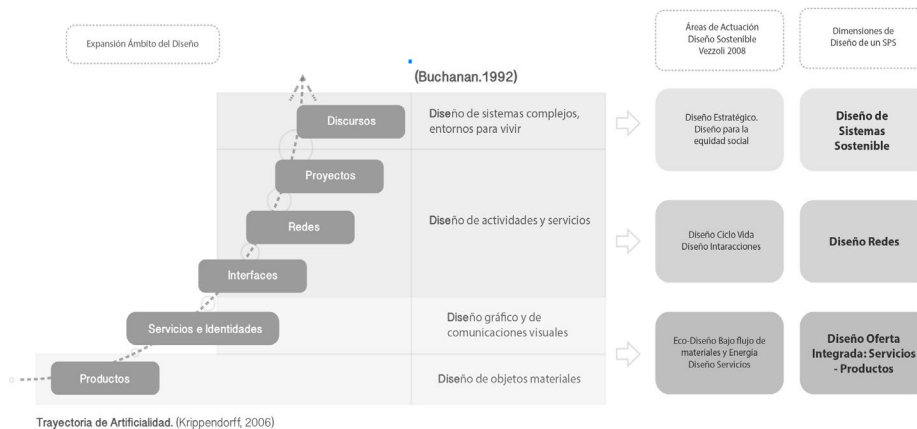 Expansión Ámbito del Diseño
(Buchanan.1992)
Áreas de Actuación
Diseño Sostenible
Vezzoli 2008
Dimensiones de
Diseño de un SPS
Discursos
Diseño de sistemas complejos,
entornos para vivir
Diseño Estratégico.
Diseño para la
equidad social
Diseño de
Sistemas
Sostenible
Proyectos
Redes
Interfaces
Diseño de actividades y servicios
Diseño Ciclo Vida
Diseño Intaracciones
Diseño Redes
Servicios e Identidades
Diseño gráfico y de
comunicaciones visuales
Productos
Diseño de objetos materiales
Eco-Diseño Bajo flujo de
materiales y Energía
Diseño Servicios
Diseño Oferta
Integrada: Servicios
- Productos
Trayectoria de Artificialidad. (Krippendorff, 2006)